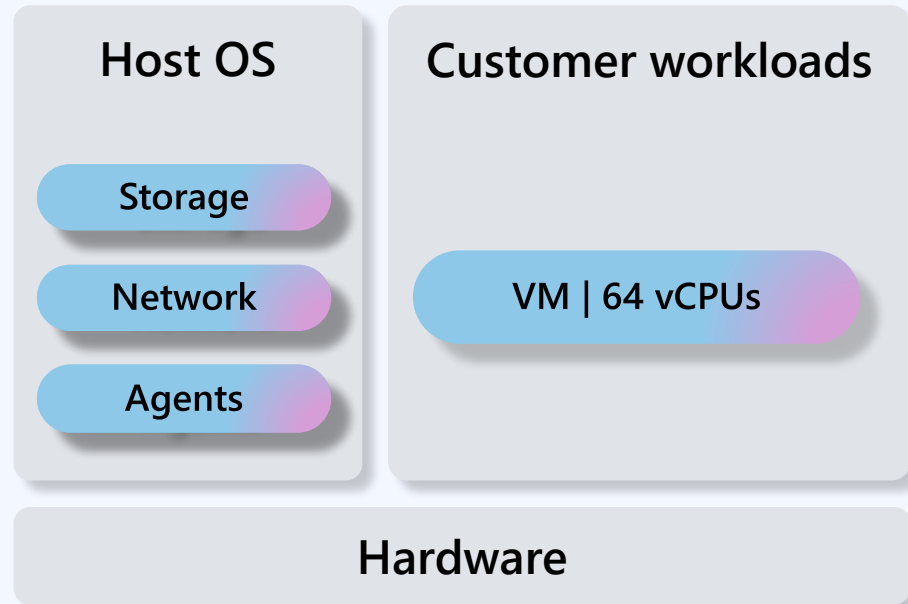 Host OS
Storage
Network
Agents
Customer workloads
VM | 64 vCPUs
Hardware